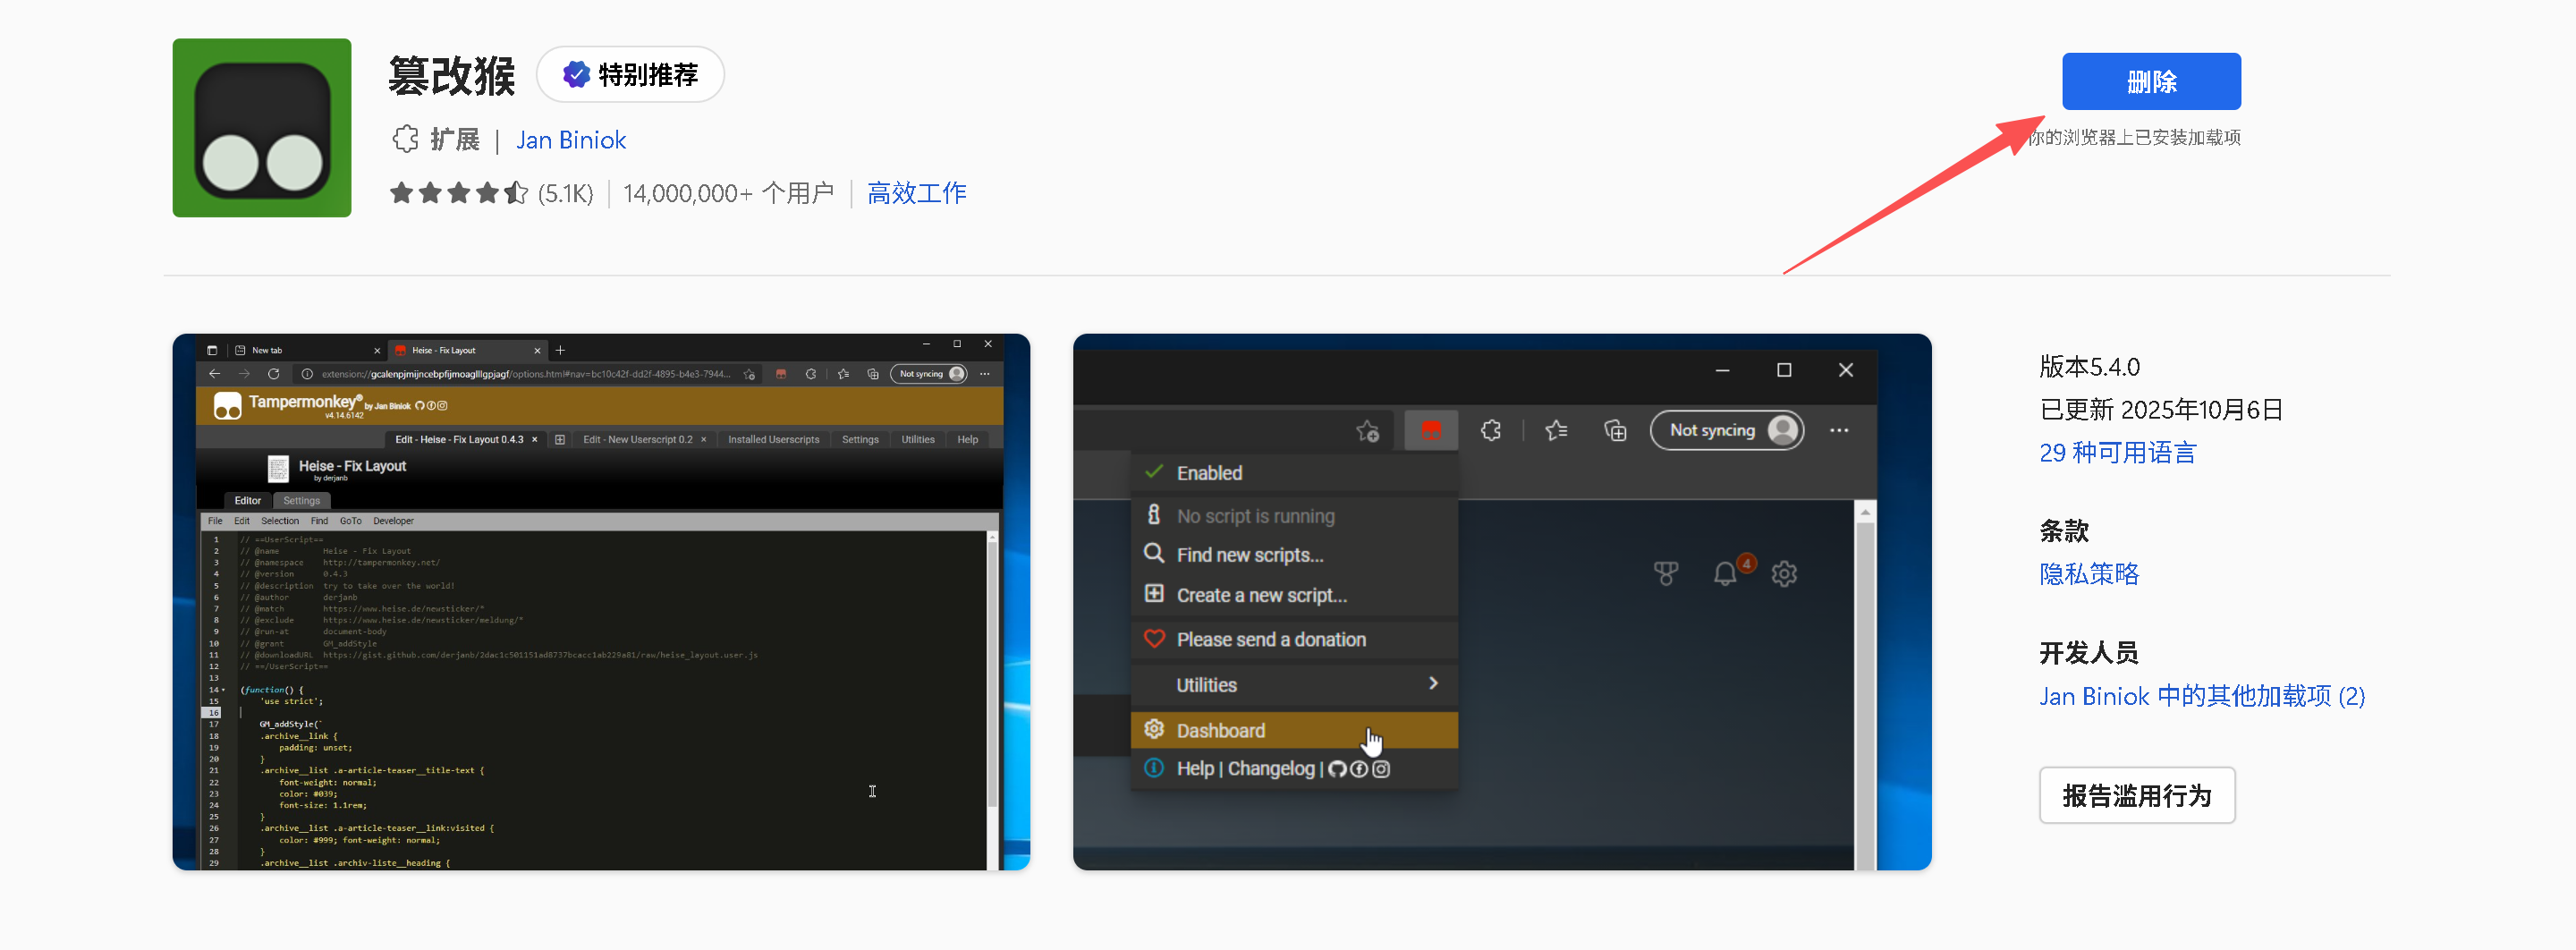 篡改猴
特别推荐
扩展 | Jan Biniok
(5.1K) 14,000,000+ 个用户 高效工作
删除
你的浏览器上已安装加载项
New tab
Heise - Fix Layout
extension://gcalenpjmijncebpfijmoaglllgpjagf/options.html#nav=bc10c42f-dd2f-4895-b4e3-7944...
Not syncing
Tampermonkey® by Jan Biniok
v4.14.6142
Edit - Heise - Fix Layout 0.4.3 Edit - New Userscript 0.2 Installed Userscripts Settings Utilities Help
Heise - Fix Layout
by derjanb
Editor Settings
File Edit Selection Find GoTo Developer
1 // ==UserScript==
2 // @name Heise - Fix Layout
3 // @namespace http://tampermonkey.net/
4 // @version 0.4.3
5 // @description try to take over the world!
6 // @author derjanb
7 // @match https://www.heise.de/newsticker/*
8 // @exclude https://www.heise.de/newsticker/meldung/*
9 // @run-at document-body
10 // @grant GM_addStyle
11 // @downloadURL https://gist.github.com/derjanb/2dac1c501151ad8737bcacc1ab229a81/raw/heise_layout.user.js
12 // ==/UserScript==
13
14 (function() {
15 'use strict';
16
17 GM_addStyle(`
18 .archive__link {
19 padding: unset;
20 }
21 .archive__list .a-article-teaser__title-text {
22 font-weight: normal;
23 color: #039;
24 font-size: 1.1rem;
25 }
26 .archive__list .a-article-teaser__link:visited {
27 color: #999; font-weight: normal;
28 }
29 .archive__list .archiv-liste__heading {
Not syncing
Enabled
No script is running
Find new scripts...
Create a new script...
Please send a donation
Utilities
Dashboard
Help | Changelog |
4
版本5.4.0
已更新 2025年10月6日
29 种可用语言
条款
隐私策略
开发人员
Jan Biniok 中的其他加载项 (2)
报告滥用行为